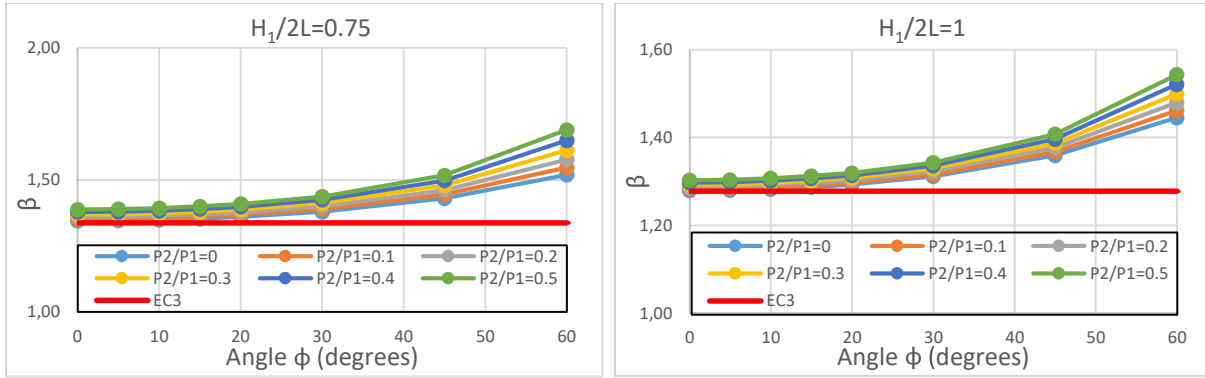 H₁/2L=0.75
2,00
1,50
1,00
β
P2/P1=0 P2/P1=0.1 P2/P1=0.2
P2/P1=0.3 P2/P1=0.4 P2/P1=0.5
EC3
0 10 20 30 40 50 60
Angle ϕ (degrees)
H₁/2L=1
1,60
1,40
1,20
1,00
β
P2/P1=0 P2/P1=0.1 P2/P1=0.2
P2/P1=0.3 P2/P1=0.4 P2/P1=0.5
EC3
0 10 20 30 40 50 60
Angle ϕ (degrees)